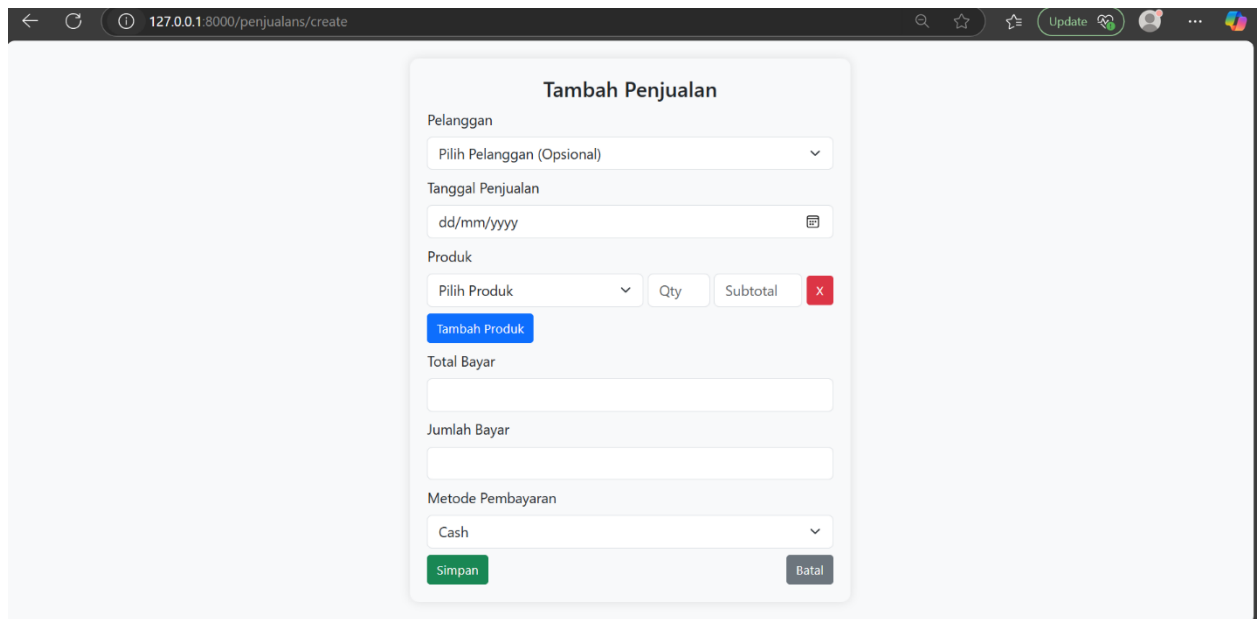 127.0.0.1:8000/penjualans/create
Update
Tambah Penjualan
Pelanggan
Pilih Pelanggan (Opsional)
Tanggal Penjualan
dd/mm/yyyy
Produk
Pilih Produk Qty Subtotal X
Tambah Produk
Total Bayar
Jumlah Bayar
Metode Pembayaran
Cash
Simpan Batal